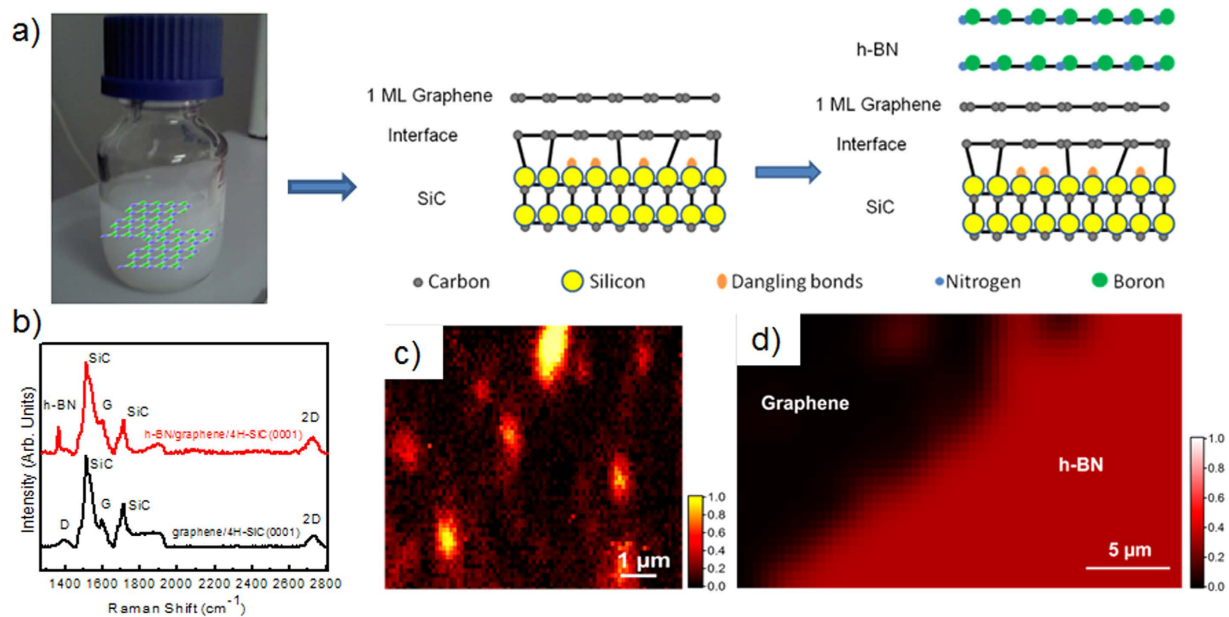 a)
1 ML Graphene
Interface
SiC
h-BN
1 ML Graphene
Interface
SiC
Carbon Silicon Dangling bonds Nitrogen Boron
b)
SiC
h-BN
G
SiC
2D
h-BN/graphene/4H-SiC(0001)
SiC
D
G
SiC
2D
graphene/4H-SiC(0001)
Intensity (Arb. Units)
1400 1600 1800 2000 2200 2400 2600 2800
Raman Shift (cm-1)
c)
1.0
0.8
0.6
0.4
0.2
0.0
1 μm
d)
Graphene
h-BN
5 μm
1.0
0.8
0.6
0.4
0.2
0.0